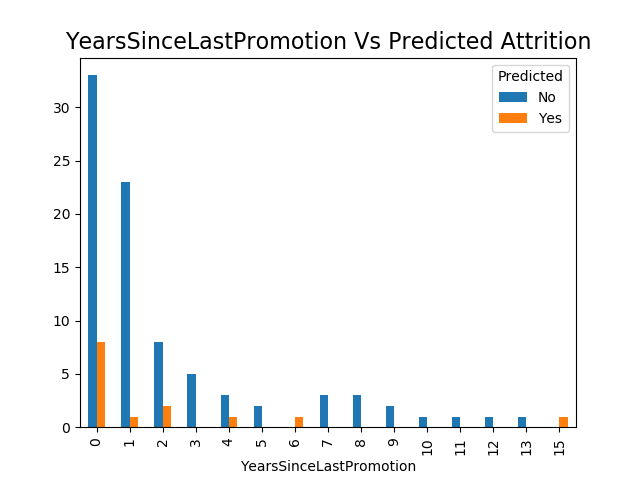 YearsSinceLastPromotion Vs Predicted Attrition
Predicted
No
Yes
30
25
20
15
10
5
0
0 1 2 3 4 5 6 7 8 9 10 11 12 13 15
YearsSinceLastPromotion